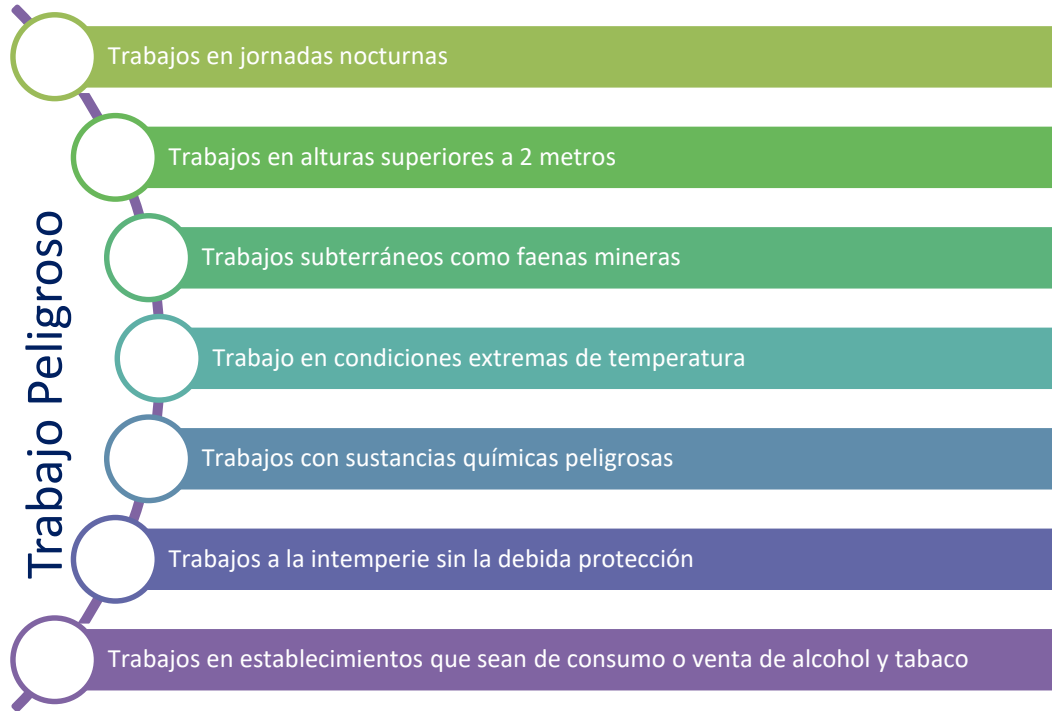 Trabajo Peligroso
Trabajos en jornadas nocturnas
Trabajos en alturas superiores a 2 metros
Trabajos subterráneos como faenas mineras
Trabajo en condiciones extremas de temperatura
Trabajos con sustancias químicas peligrosas
Trabajos a la intemperie sin la debida protección
Trabajos en establecimientos que sean de consumo o venta de alcohol y tabaco